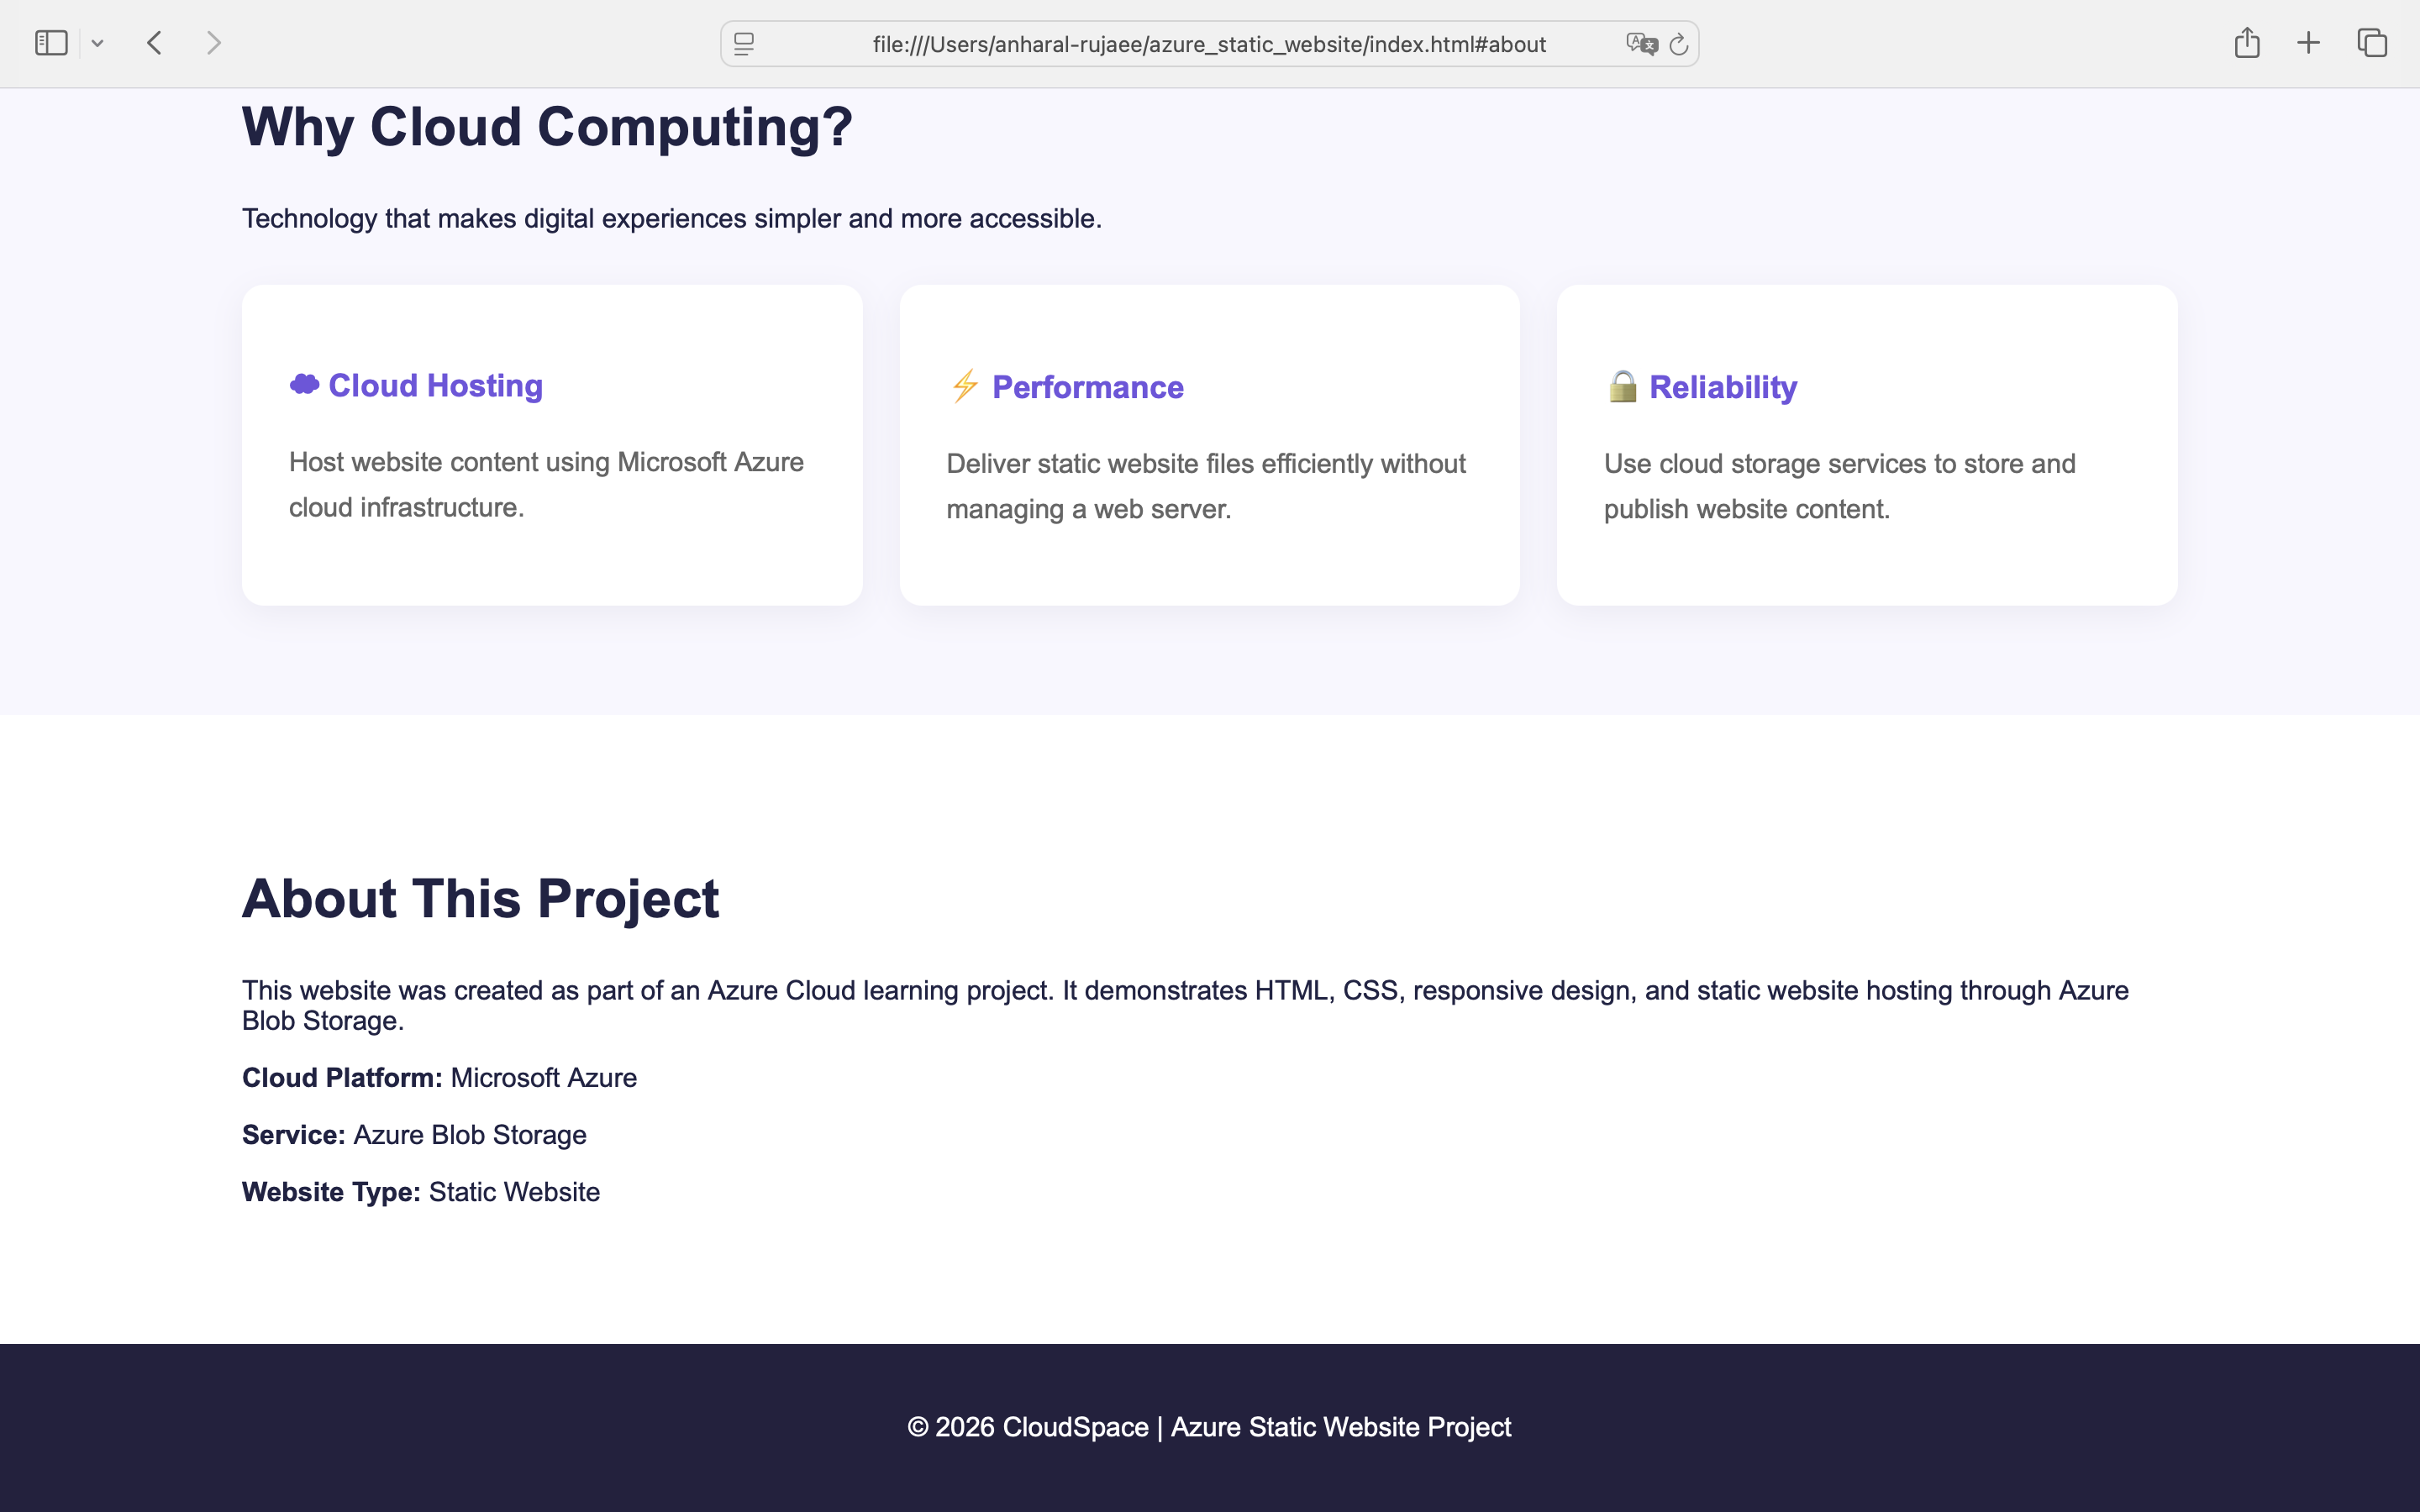 file:///Users/anharal-rujaee/azure_static_website/index.html#about
Why Cloud Computing?
Technology that makes digital experiences simpler and more accessible.
☁ Cloud Hosting
Host website content using Microsoft Azure
cloud infrastructure.
⚡ Performance
Deliver static website files efficiently without
managing a web server.
🔒 Reliability
Use cloud storage services to store and
publish website content.
About This Project
This website was created as part of an Azure Cloud learning project. It demonstrates HTML, CSS, responsive design, and static website hosting through Azure
Blob Storage.
Cloud Platform: Microsoft Azure
Service: Azure Blob Storage
Website Type: Static Website
© 2026 CloudSpace | Azure Static Website Project